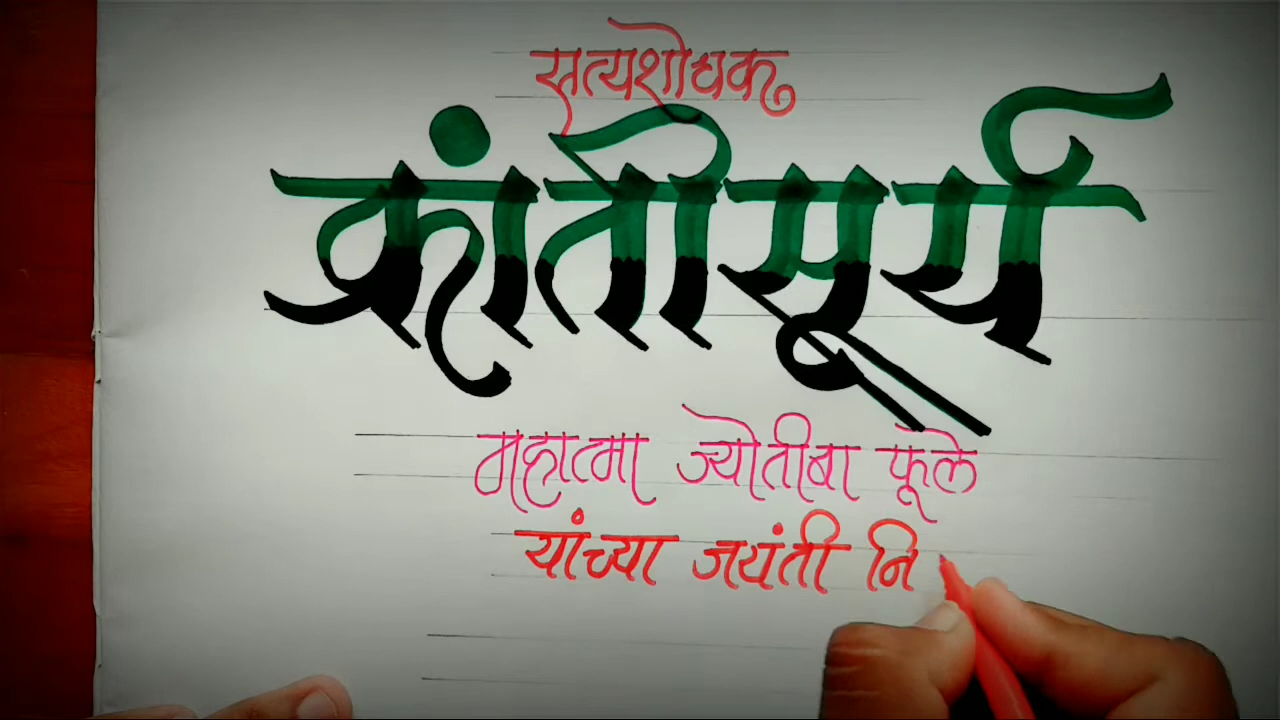 सत्यशोधक
क्रांतीसूर्य
महात्मा ज्योतीबा फूले
यांच्या जयंती नि